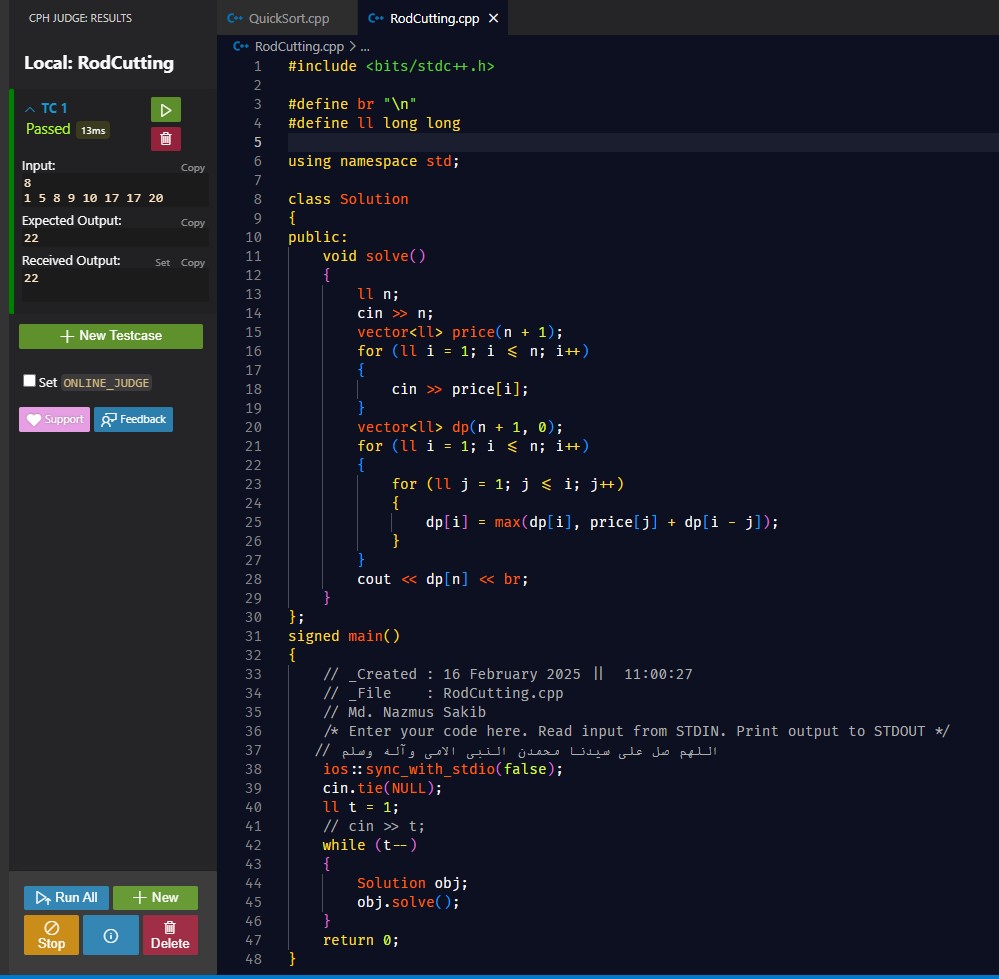 CPH JUDGE: RESULTS
Local: RodCutting
TC 1
Passed 13ms
Input: Copy
8
1 5 8 9 10 17 17 20
Expected Output: Copy
22
Received Output: Set Copy
22
+ New Testcase
Set ONLINE_JUDGE
Support Feedback
Run All + New
Stop Delete
C++ QuickSort.cpp C++ RodCutting.cpp ×
C++ RodCutting.cpp > ...
1 #include <bits/stdc++.h>
2
3 #define br "\n"
4 #define ll long long
5
6 using namespace std;
7
8 class Solution
9 {
10 public:
11 void solve()
12 {
13 ll n;
14 cin >> n;
15 vector<ll> price(n + 1);
16 for (ll i = 1; i <= n; i++)
17 {
18 cin >> price[i];
19 }
20 vector<ll> dp(n + 1, 0);
21 for (ll i = 1; i <= n; i++)
22 {
23 for (ll j = 1; j <= i; j++)
24 {
25 dp[i] = max(dp[i], price[j] + dp[i - j]);
26 }
27 }
28 cout << dp[n] << br;
29 }
30 };
31 signed main()
32 {
33 // _Created : 16 February 2025 || 11:00:27
34 // _File : RodCutting.cpp
35 // Md. Nazmus Sakib
36 /* Enter your code here. Read input from STDIN. Print output to STDOUT */
37 // اللهم صل على سيدنا محمدن النبى الامى وآله وسلم
38 ios::sync_with_stdio(false);
39 cin.tie(NULL);
40 ll t = 1;
41 // cin >> t;
42 while (t--)
43 {
44 Solution obj;
45 obj.solve();
46 }
47 return 0;
48 }